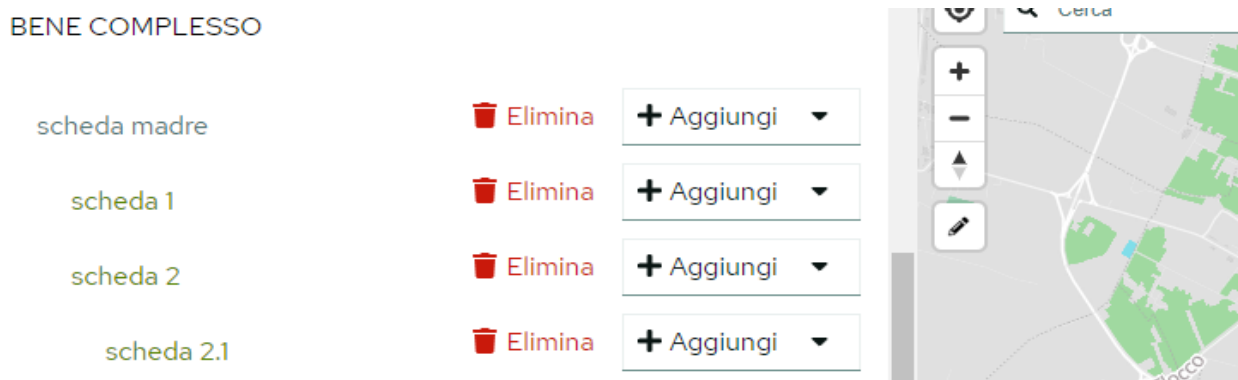 BENE COMPLESSO
scheda madre Elimina Aggiungi
scheda 1 Elimina Aggiungi
scheda 2 Elimina Aggiungi
scheda 2.1 Elimina Aggiungi
Cerca